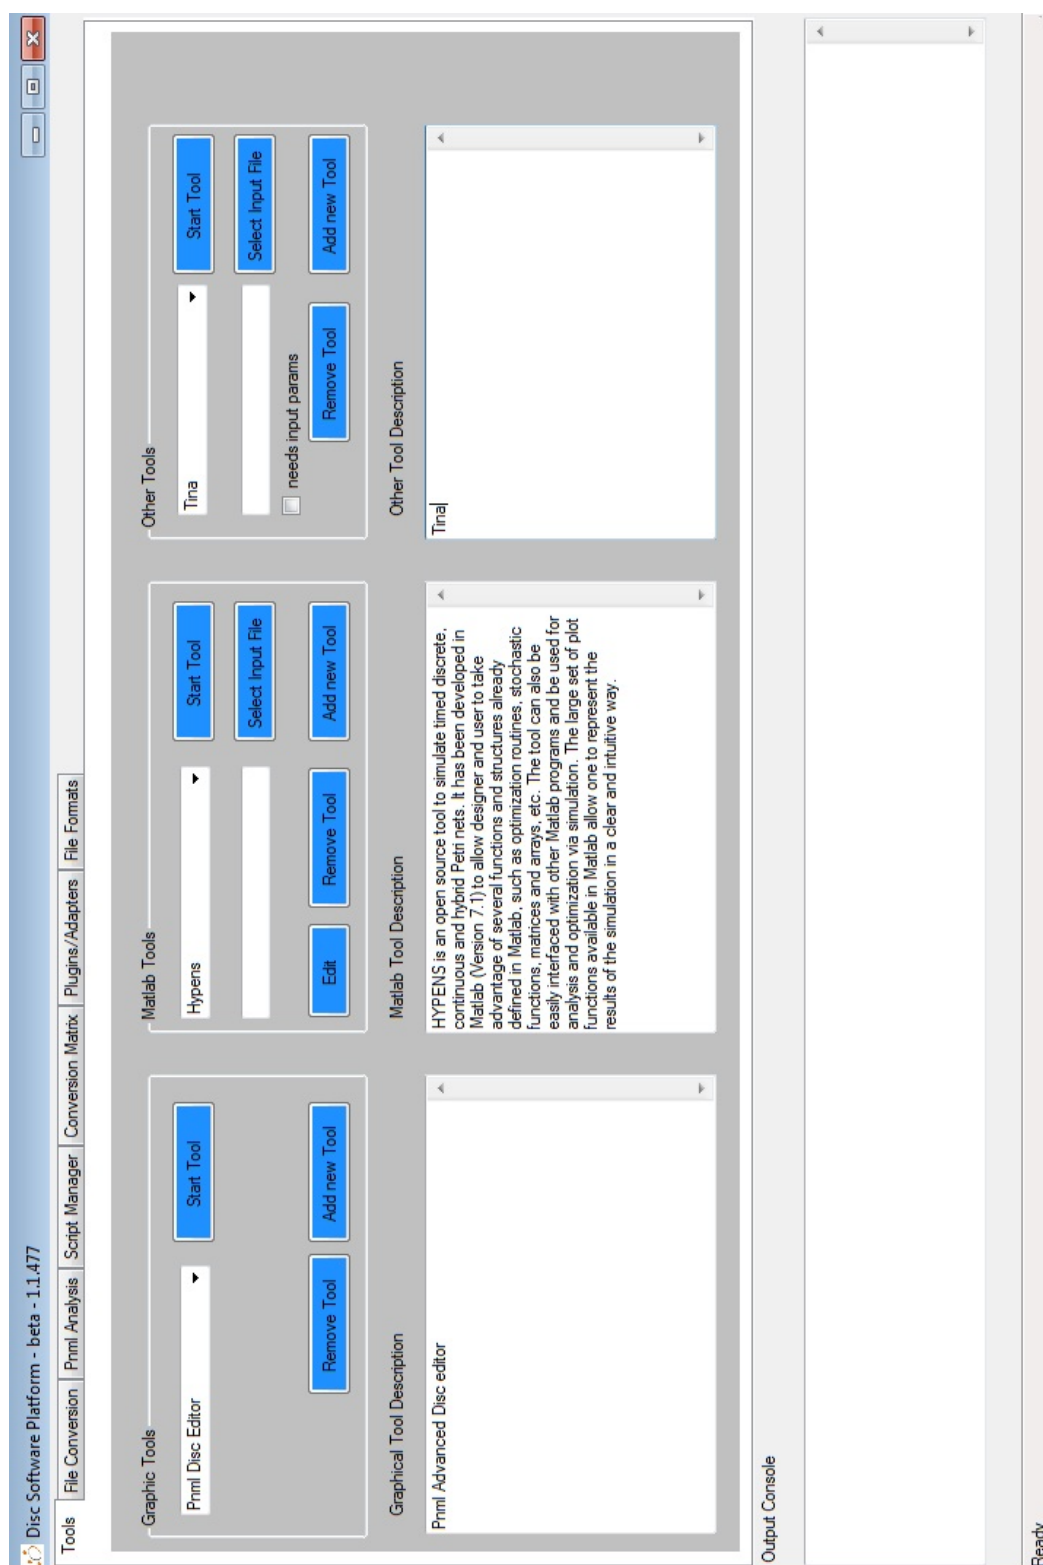 Disc Software Platform - beta - 1.1.477
Tools File Conversion Pnml Analysis Script Manager Conversion Matrix Plugins/Adapters File Formats
Graphic Tools
Pnml Disc Editor
Start Tool
Remove Tool
Add new Tool
Graphical Tool Description
Pnml Advanced Disc editor
Matlab Tools
Hypens
Start Tool
Select Input File
Edit
Remove Tool
Add new Tool
Matlab Tool Description
HYPENS is an open source tool to simulate timed discrete,
continuous and hybrid Petri nets. It has been developed in
Matlab (Version 7.1) to allow designer and user to take
advantage of several functions and structures already
defined in Matlab, such as optimization routines, stochastic
functions, matrices and arrays, etc. The tool can also be
easily interfaced with other Matlab programs and be used for
analysis and optimization via simulation. The large set of plot
functions available in Matlab allow one to represent the
results of the simulation in a clear and intuitive way.
Other Tools
Tina
Start Tool
Select Input File
needs input params
Remove Tool
Add new Tool
Other Tool Description
Tina
Output Console
Ready